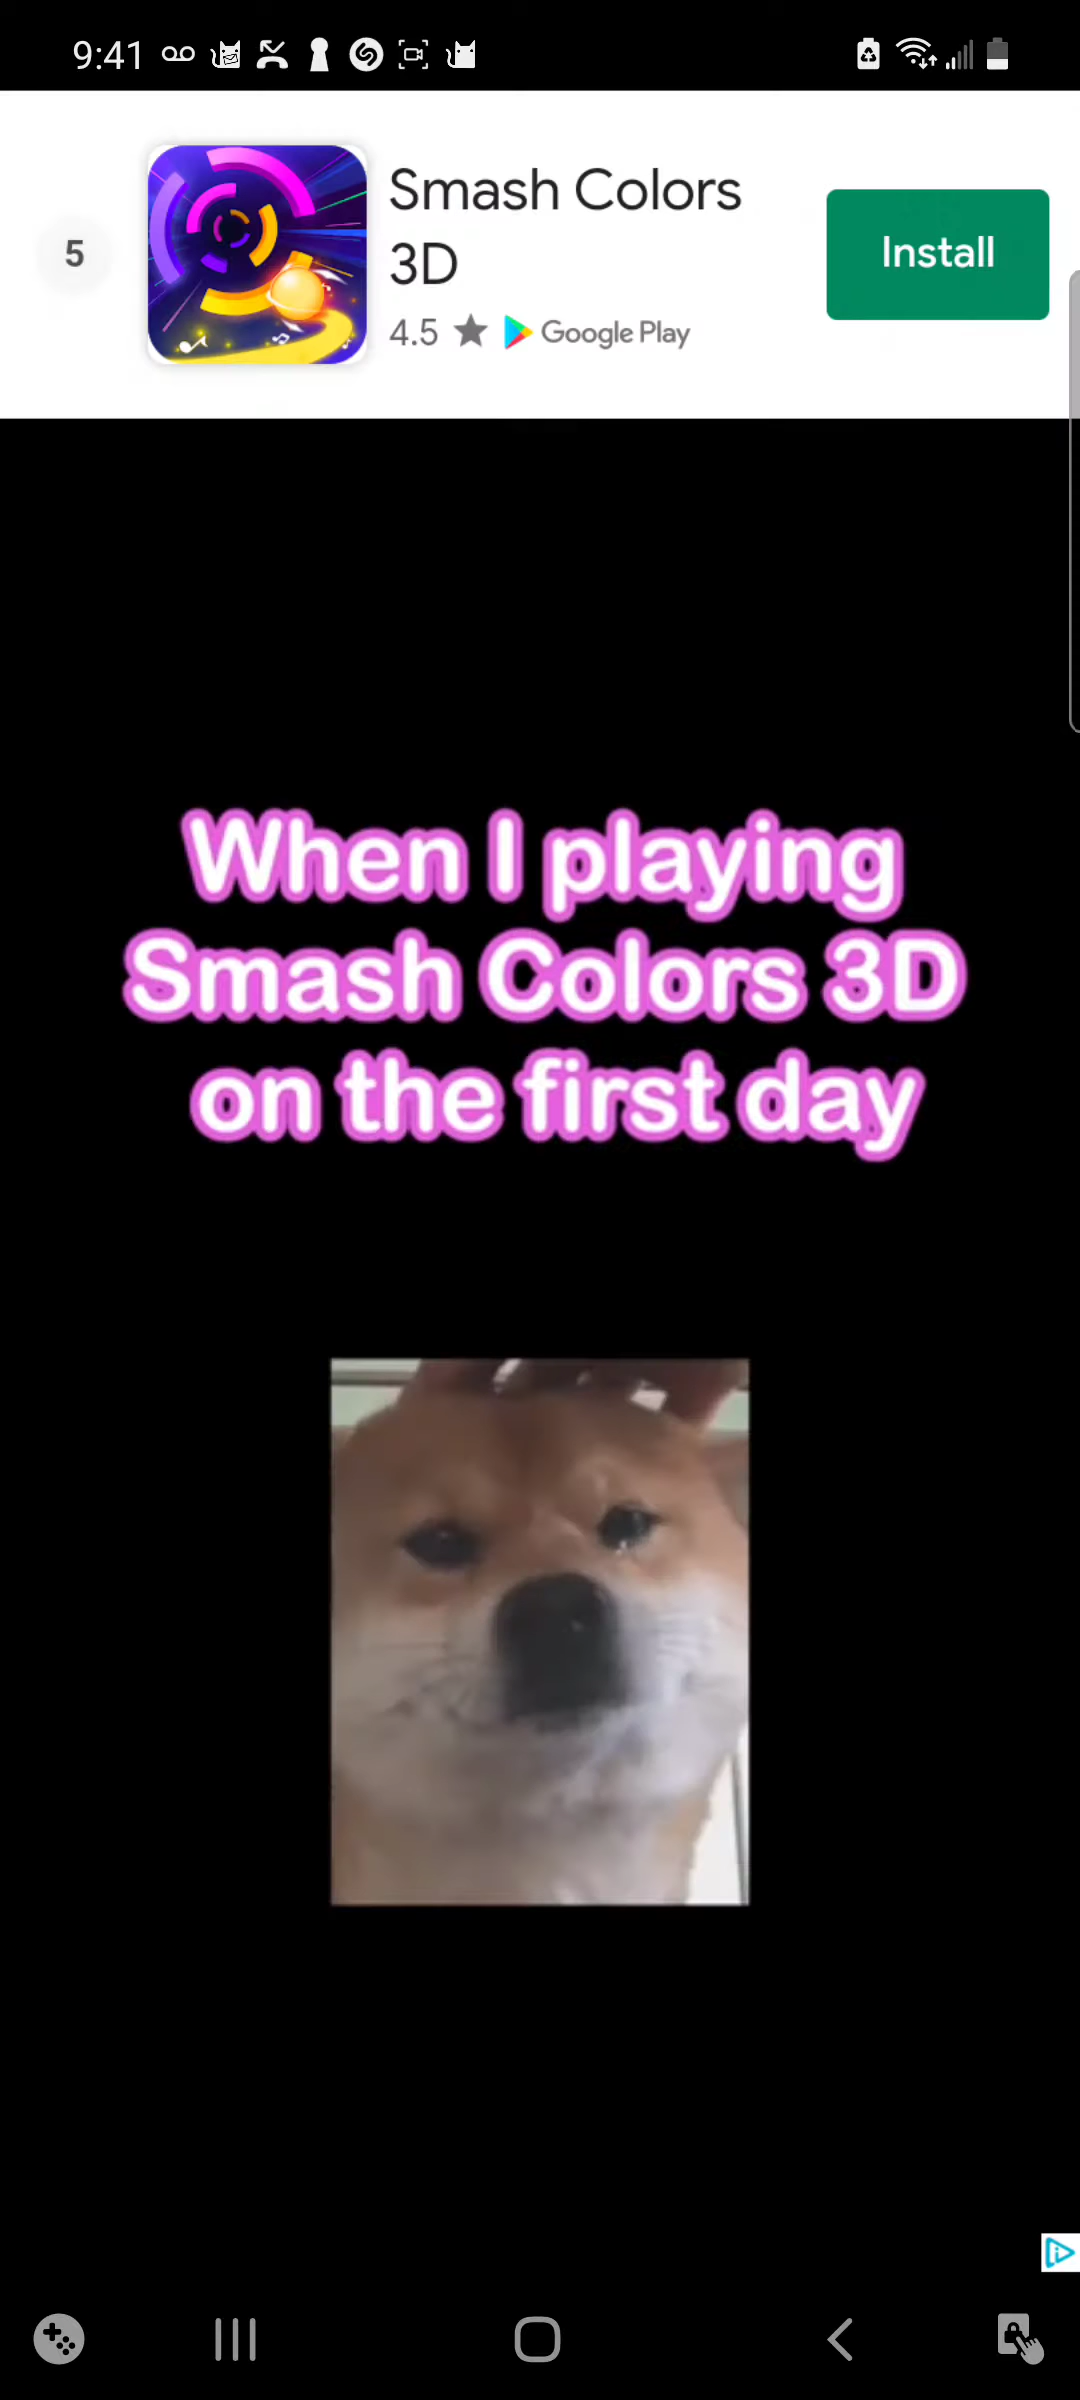 9:41
5
Smash Colors
3D
Install
4.5 ★ Google Play
When I playing
Smash Colors 3D
on the first day